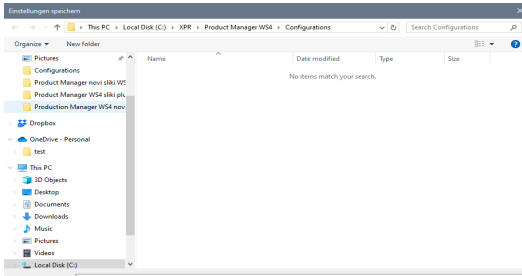 Einstellungen speichern
This PC › Local Disk (C:) › XPR › Product Manager WS4 › Configurations
Search Configurations
Organize
New folder
Name
Date modified
Type
Size
No items match your search.
Pictures
Configurations
Product Manager novi sliki WS
Product Manager WS4 sliki plu
Production Manager WS4 nov
Dropbox
OneDrive - Personal
test
This PC
3D Objects
Desktop
Documents
Downloads
Music
Pictures
Videos
Local Disk (C:)